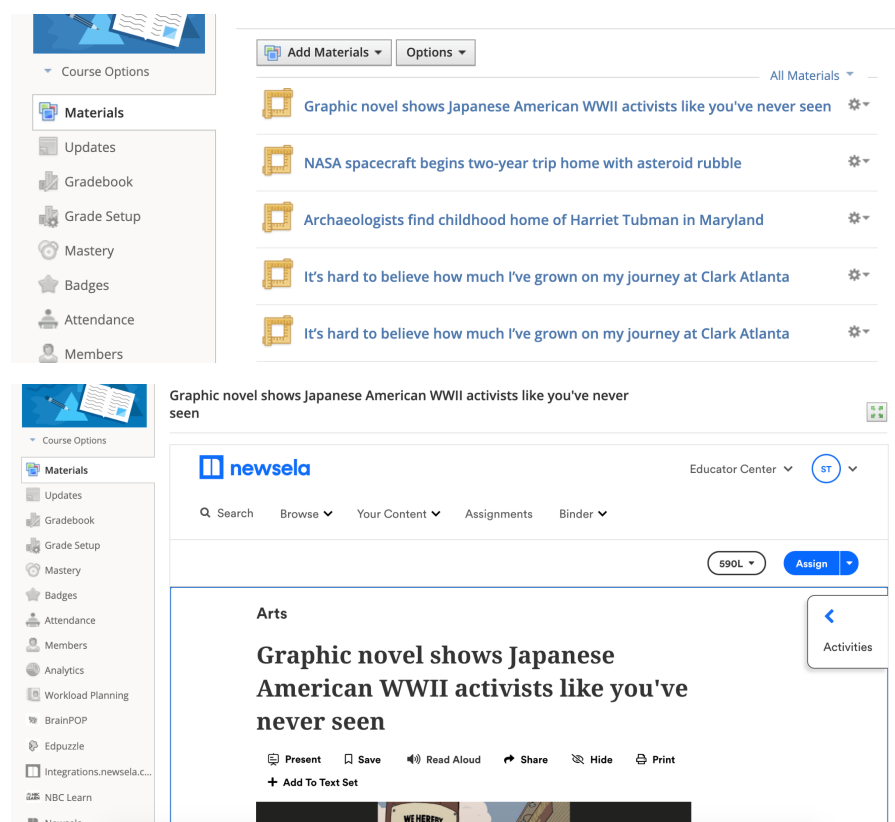 Add Materials
Options
Course Options
All Materials
Materials
Graphic novel shows Japanese American WWII activists like you've never seen
Updates
NASA spacecraft begins two-year trip home with asteroid rubble
Gradebook
Grade Setup
Archaeologists find childhood home of Harriet Tubman in Maryland
Mastery
It’s hard to believe how much I’ve grown on my journey at Clark Atlanta
Badges
Attendance
It’s hard to believe how much I’ve grown on my journey at Clark Atlanta
Members
Graphic novel shows Japanese American WWII activists like you've never
seen
Course Options
Materials
Updates
Gradebook
Grade Setup
Mastery
Badges
Attendance
Members
Analytics
Workload Planning
BrainPOP
Edpuzzle
Integrations.newsela.c...
NBC Learn
Newsela
newsela
Educator Center
ST
Search Browse Your Content Assignments Binder
590L
Assign
Arts
Activities
Graphic novel shows Japanese
American WWII activists like you've
never seen
Present Save Read Aloud Share Hide Print
Add To Text Set
WE HEREBY